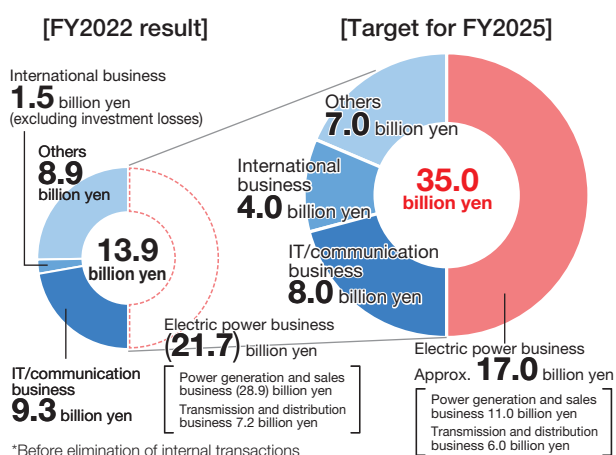 [FY2022 result]
International business
1.5 billion yen
(excluding investment losses)
Others
8.9
billion yen
13.9
billion yen
IT/communication
business
9.3 billion yen
Electric power business
(21.7) billion yen
Power generation and sales
business (28.9) billion yen
Transmission and distribution
business 7.2 billion yen
[Target for FY2025]
Others
7.0 billion yen
International
business
4.0 billion yen
IT/communication
business
8.0 billion yen
35.0
billion yen
Electric power business
Approx. 17.0 billion yen
Power generation and sales
business 11.0 billion yen
Transmission and distribution
business 6.0 billion yen
*Before elimination of internal transactions